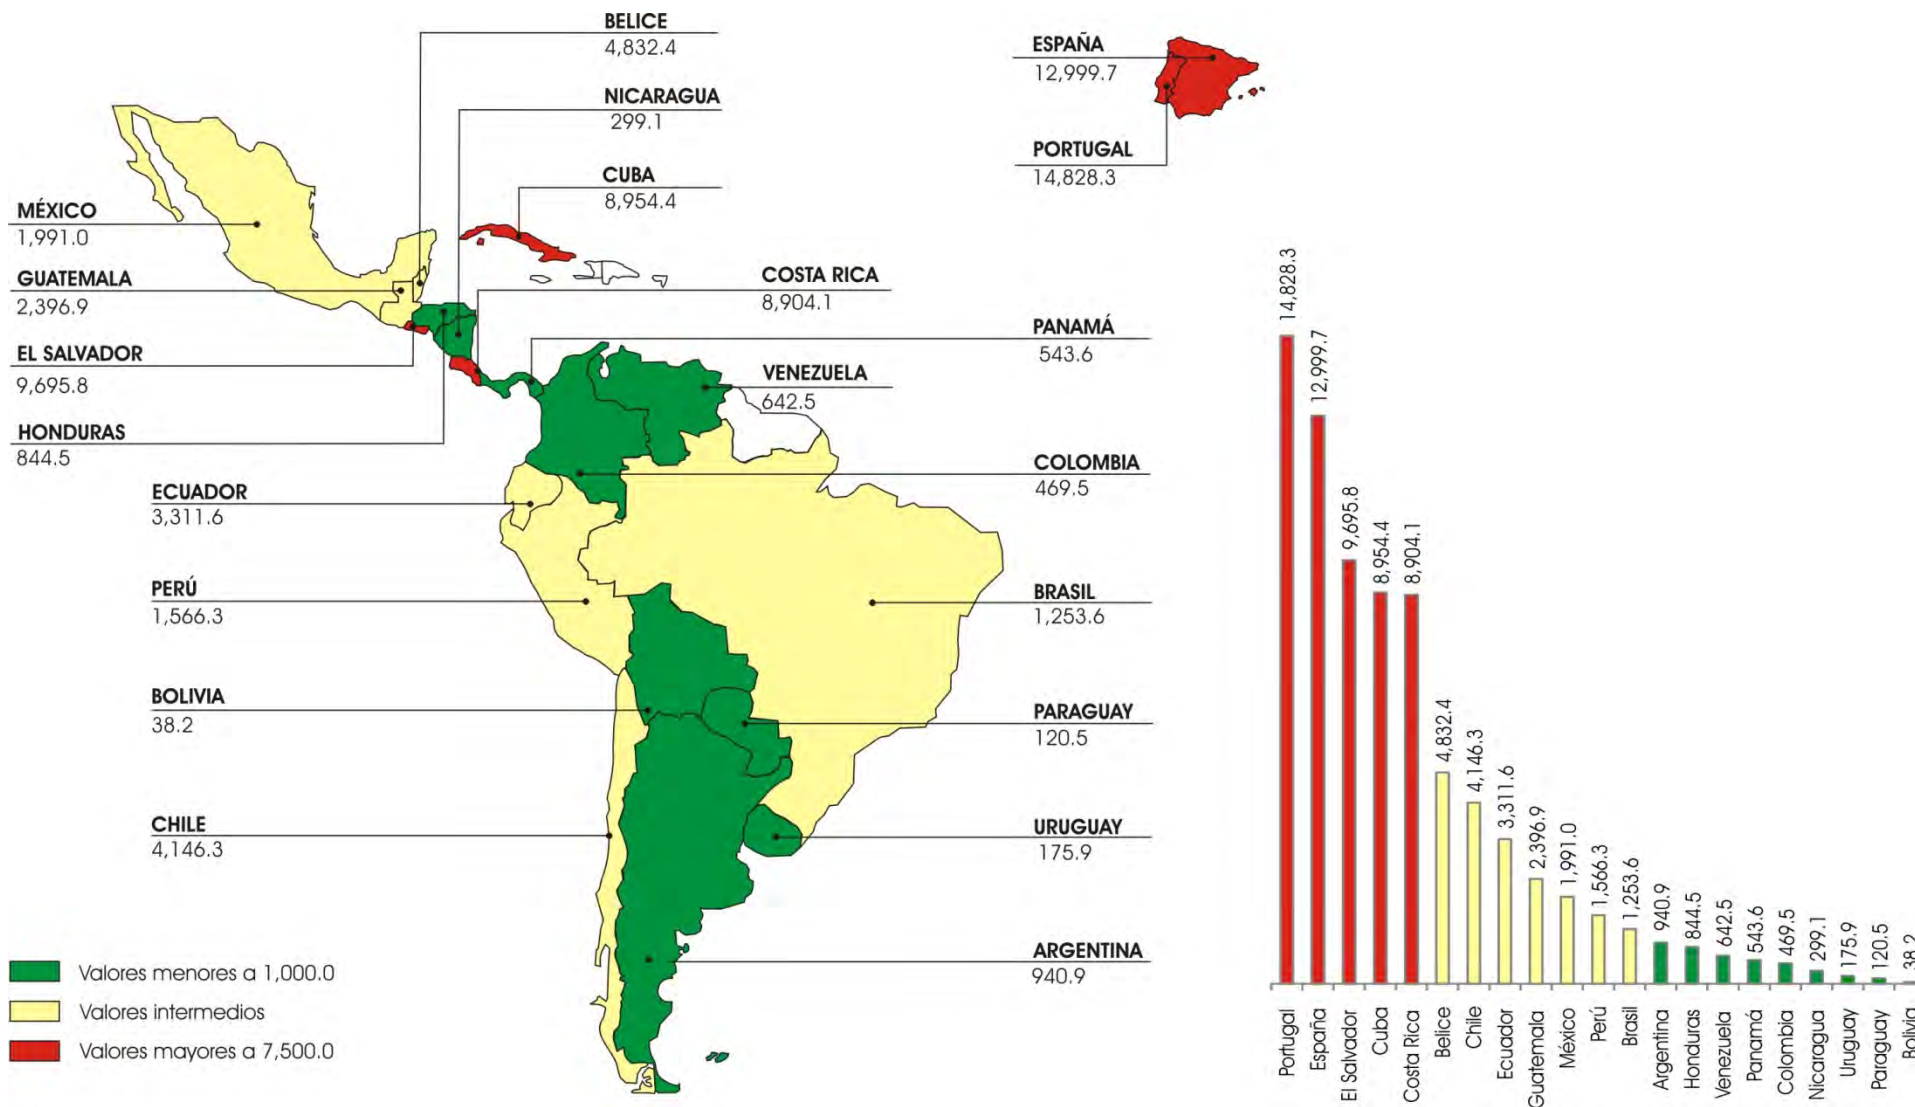 BELICE
4,832.4
NICARAGUA
299.1
CUBA
8,954.4
ESPAÑA
12,999.7
PORTUGAL
14,828.3
MÉXICO
1,991.0
GUATEMALA
2,396.9
EL SALVADOR
9,695.8
HONDURAS
844.5
COSTA RICA
8,904.1
PANAMÁ
543.6
VENEZUELA
642.5
COLOMBIA
469.5
ECUADOR
3,311.6
PERÚ
1,566.3
BRASIL
1,253.6
BOLIVIA
38.2
PARAGUAY
120.5
CHILE
4,146.3
URUGUAY
175.9
ARGENTINA
940.9
Valores menores a 1,000.0
Valores intermedios
Valores mayores a 7,500.0
14,828.3
12,999.7
9,695.8
8,954.4
8,904.1
4,832.4
4,146.3
3,311.6
2,396.9
1,991.0
1,566.3
1,253.6
940.9
844.5
642.5
543.6
469.5
299.1
175.9
120.5
38.2
Portugal
España
El Salvador
Cuba
Costa Rica
Belice
Chile
Ecuador
Guatemala
México
Perú
Brasil
Argentina
Honduras
Venezuela
Panamá
Colombia
Nicaragua
Uruguay
Paraguay
Bolivia